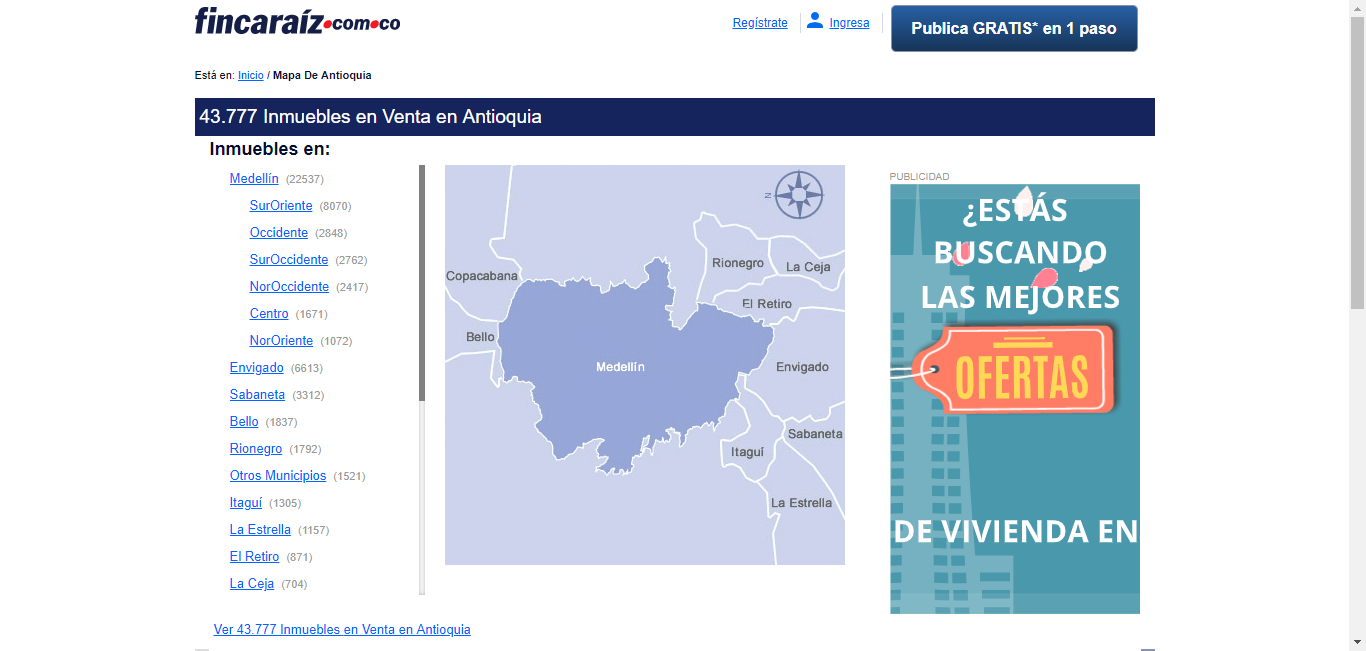 fincaraíz.com.co
Regístrate
Ingresa
Publica GRATIS* en 1 paso
Está en: Inicio / Mapa De Antioquia
43.777 Inmuebles en Venta en Antioquia
Inmuebles en:
Medellín (22537)
SurOriente (8070)
Occidente (2848)
SurOccidente (2762)
NorOccidente (2417)
Centro (1671)
NorOriente (1072)
Envigado (6613)
Sabaneta (3312)
Bello (1837)
Rionegro (1792)
Otros Municipios (1521)
Itaguí (1305)
La Estrella (1157)
El Retiro (871)
La Ceja (704)
Ver 43.777 Inmuebles en Venta en Antioquia
N
Rionegro
La Ceja
Copacabana
El Retiro
Bello
Medellín
Envigado
Sabaneta
Itaguí
La Estrella
PUBLICIDAD
¿ESTÁS
BUSCANDO
LAS MEJORES
OFERTAS
DE VIVIENDA EN